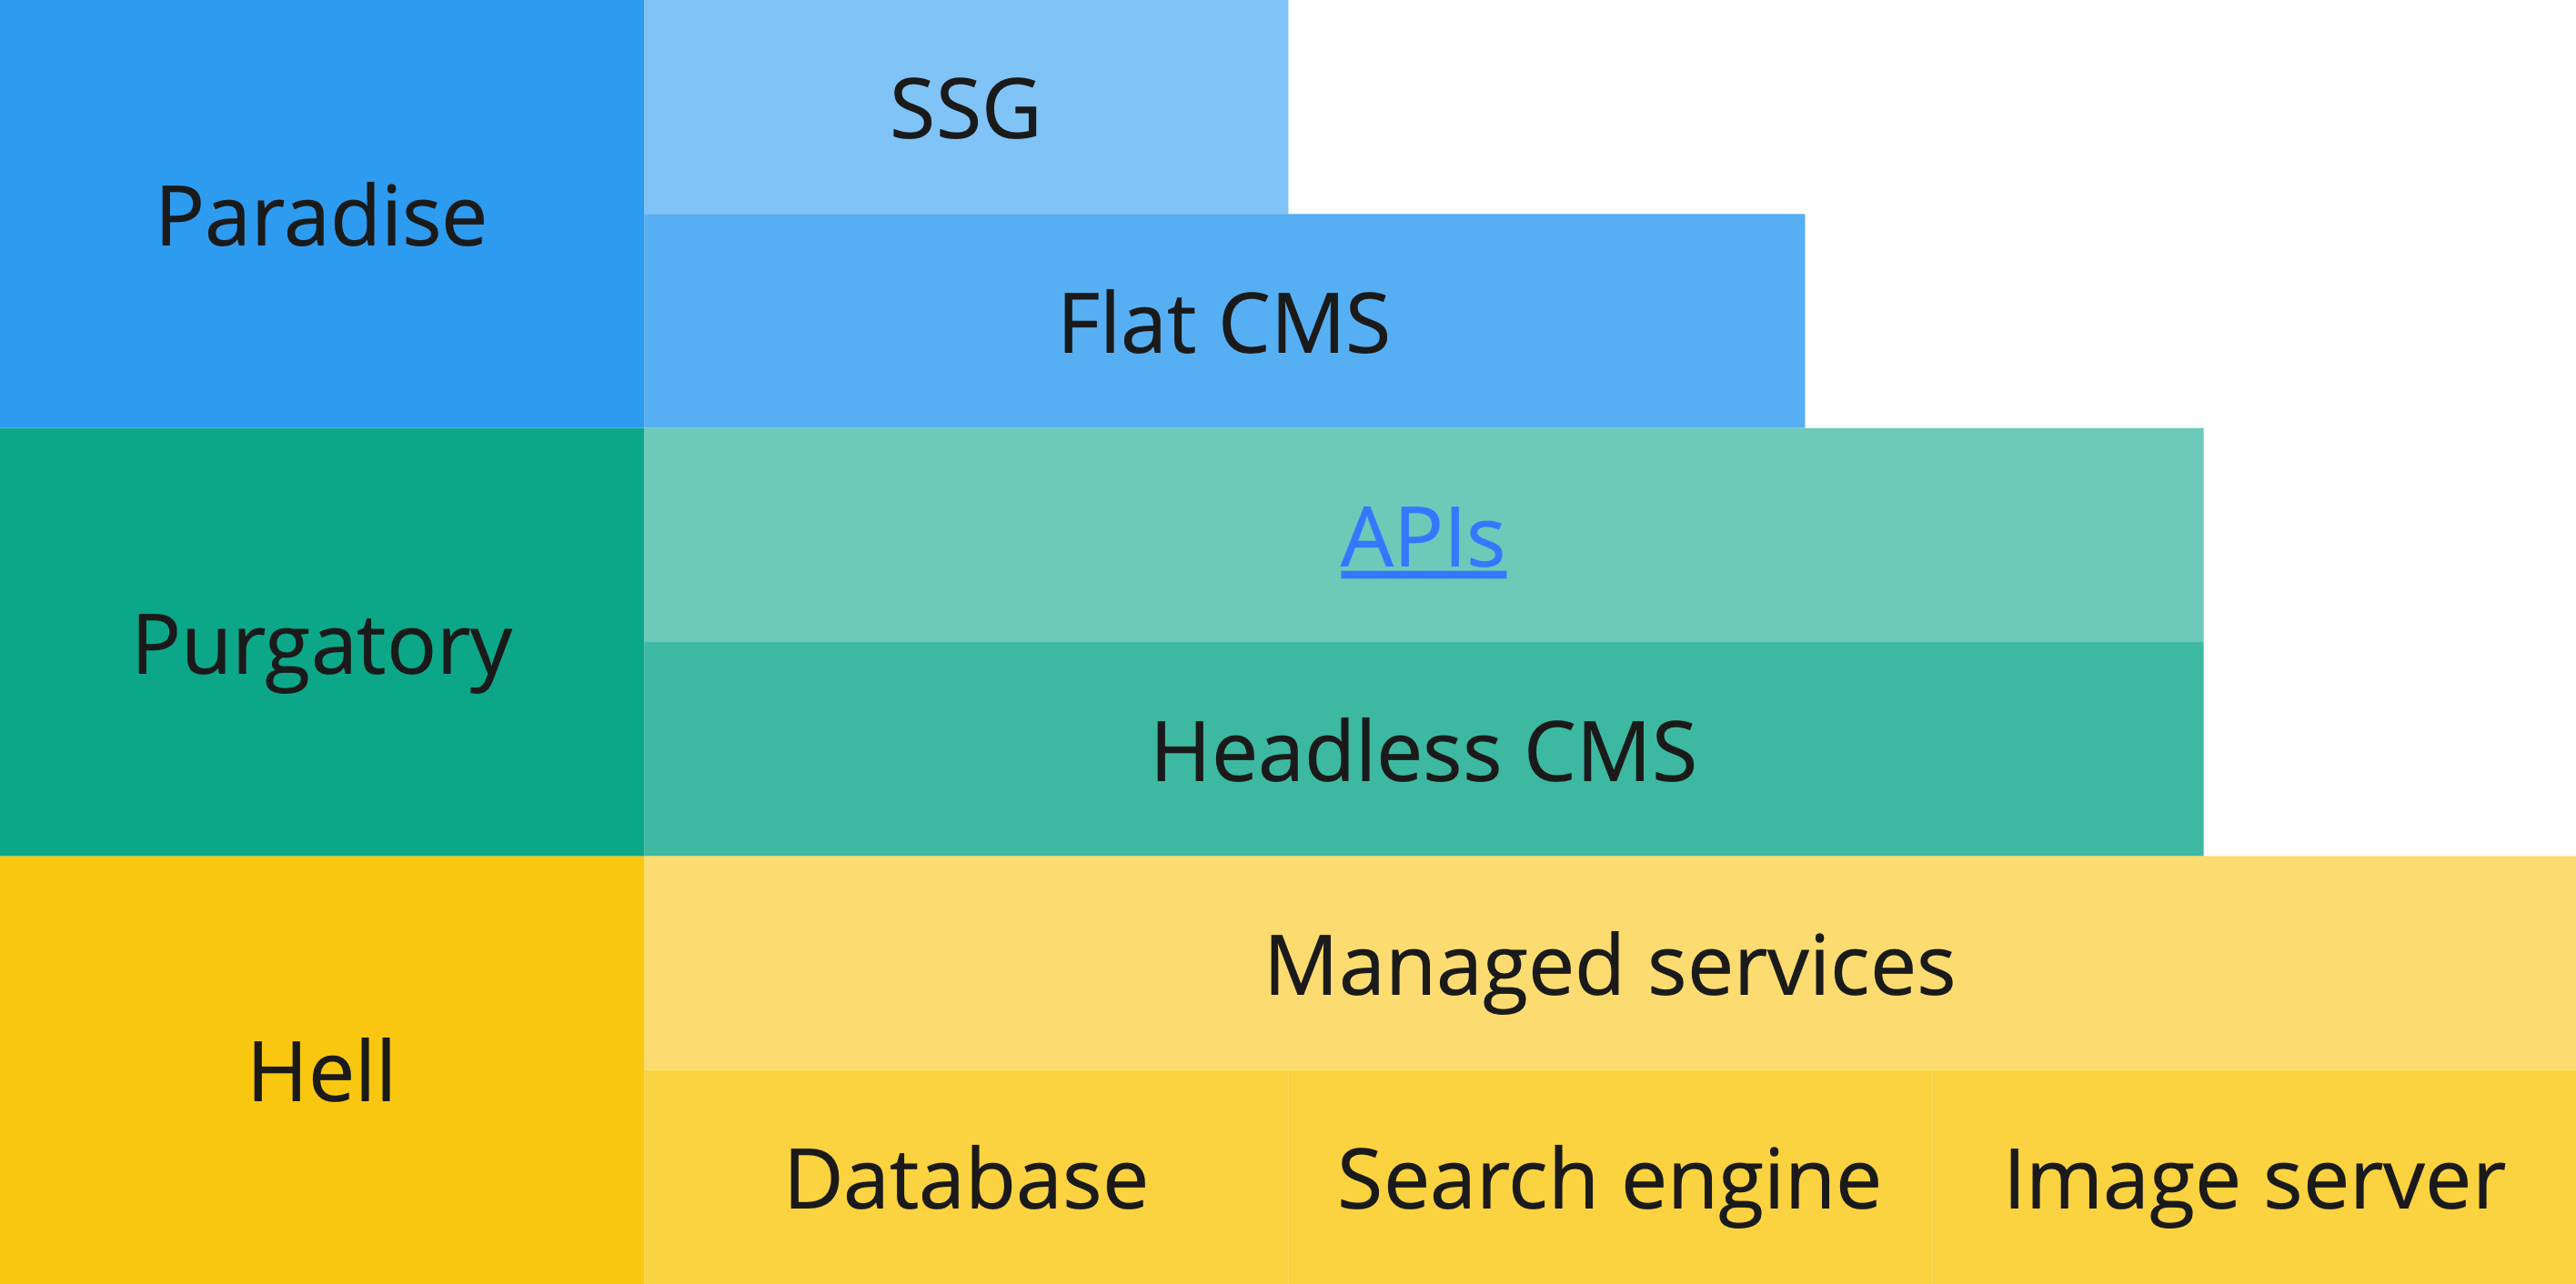 Paradise
SSG
Flat CMS
Purgatory
APIs
Headless CMS
Hell
Managed services
Database
Search engine
Image server